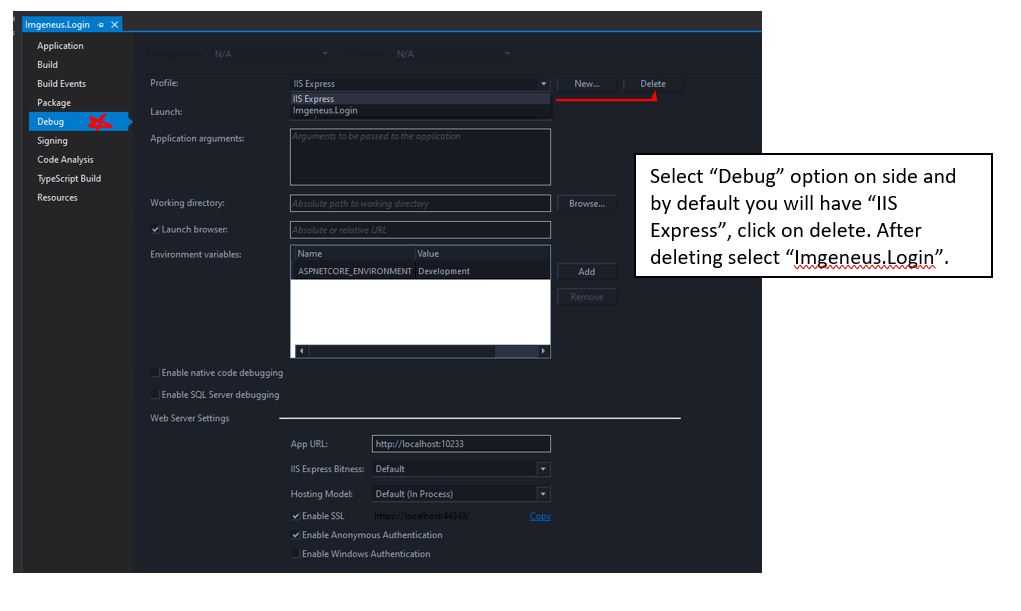 Imgeneus.Login
Application
Build
Build Events
Package
Debug
Signing
Code Analysis
TypeScript Build
Resources
N/A
N/A
Profile:
IIS Express
New...
Delete
IIS Express
Imgeneus.Login
Launch:
Application arguments:
Arguments to be passed to the application
Working directory:
Absolute path to working directory
Browse...
Launch browser:
Absolute or relative URL
Environment variables:
Name
Value
ASPNETCORE_ENVIRONMENT
Development
Add
Remove
Enable native code debugging
Enable SQL Server debugging
Web Server Settings
App URL:
http://localhost:10233
IIS Express Bitness:
Default
Hosting Model:
Default (In Process)
Enable SSL
https://localhost:44349/
Copy
Enable Anonymous Authentication
Enable Windows Authentication
Select “Debug” option on side and
by default you will have “IIS
Express”, click on delete. After
deleting select “Imgeneus.Login”.